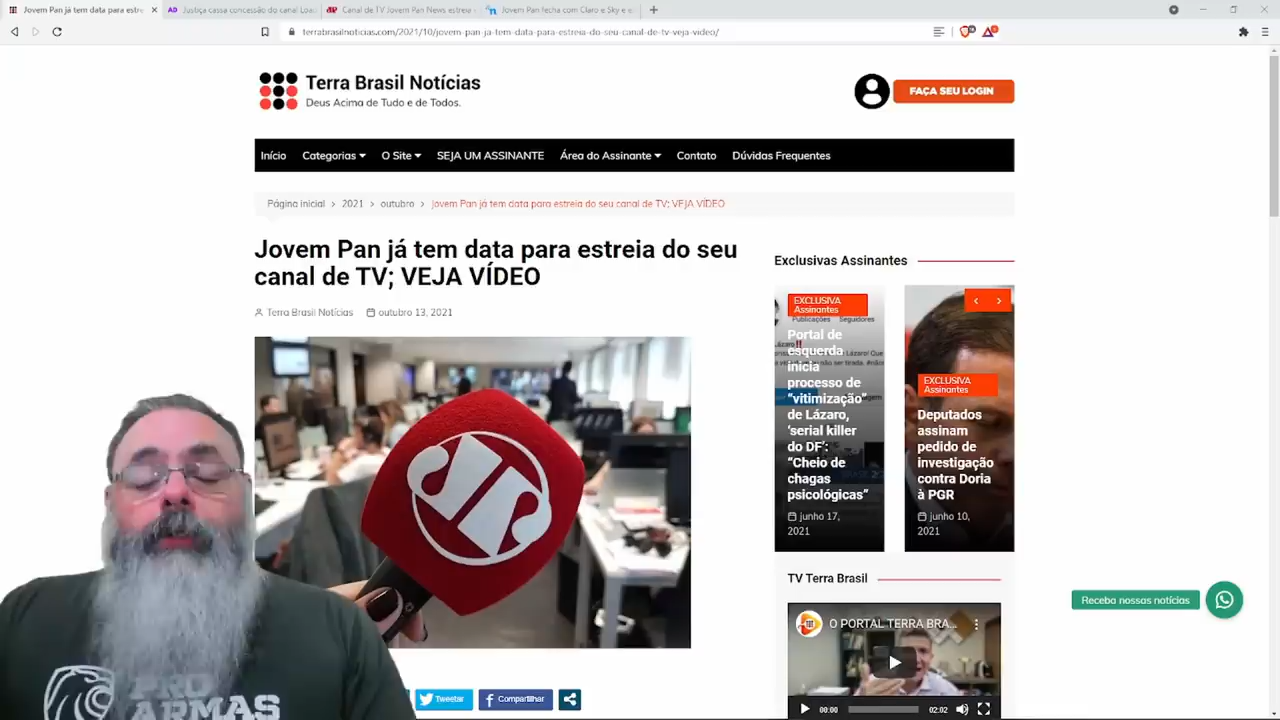 Jovem Pan já tem data para estre
Justiça cassa concessão do canal Loa
Canal de TV Jovem Pan News estreia
Jovem Pan fecha com Claro e Sky e e
terrabrasilnoticias.com/2021/10/jovem-pan-ja-tem-data-para-estreia-do-seu-canal-de-tv-veja-video/
Terra Brasil Notícias
Deus Acima de Tudo e de Todos.
FAÇA SEU LOGIN
Início Categorias O Site SEJA UM ASSINANTE Área do Assinante Contato Dúvidas Frequentes
Página inicial > 2021 > outubro > Jovem Pan já tem data para estreia do seu canal de TV; VEJA VÍDEO
Jovem Pan já tem data para estreia do seu
canal de TV; VEJA VÍDEO
Terra Brasil Notícias outubro 13, 2021
Exclusivas Assinantes
EXCLUSIVA
Assinantes
Publicações Seguidores
Portal de
esquerda
inicia
processo de
“vitimização”
de Lázaro,
‘serial killer
do DF’:
“Cheio de
chagas
psicológicas”
junho 17,
2021
EXCLUSIVA
Assinantes
Deputados
assinam
pedido de
investigação
contra Doria
à PGR
junho 10,
2021
TV Terra Brasil
O PORTAL TERRA BRA...
00:00 02:02
Receba nossas notícias
Tweetar
Compartilhar
PRO
ARMAS